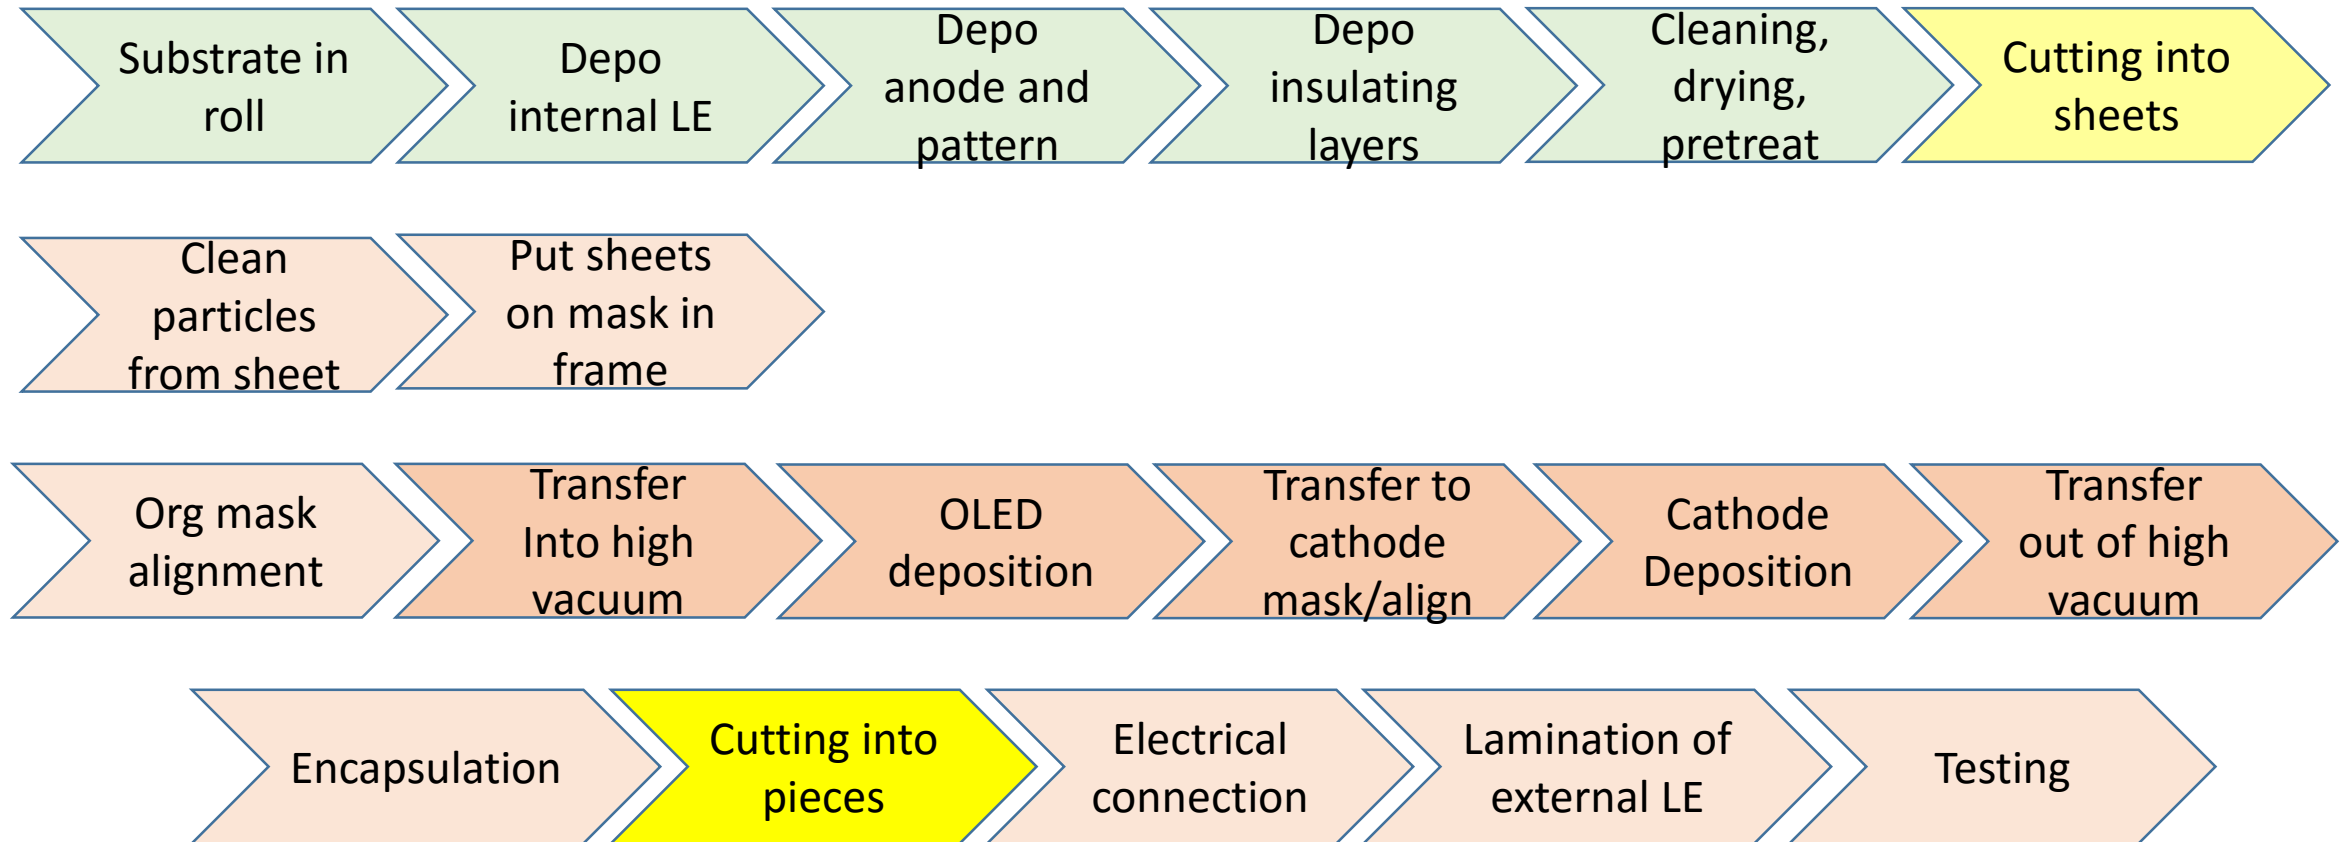 Substrate in
roll
Depo
internal LE
Depo
anode and
pattern
Depo
insulating
layers
Cleaning,
drying,
pretreat
Cutting into
sheets
Clean
particles
from sheet
Put sheets
on mask in
frame
Org mask
alignment
Transfer
Into high
vacuum
OLED
deposition
Transfer to
cathode
mask/align
Cathode
Deposition
Transfer
out of high
vacuum
Encapsulation
Cutting into
pieces
Electrical
connection
Lamination of
external LE
Testing